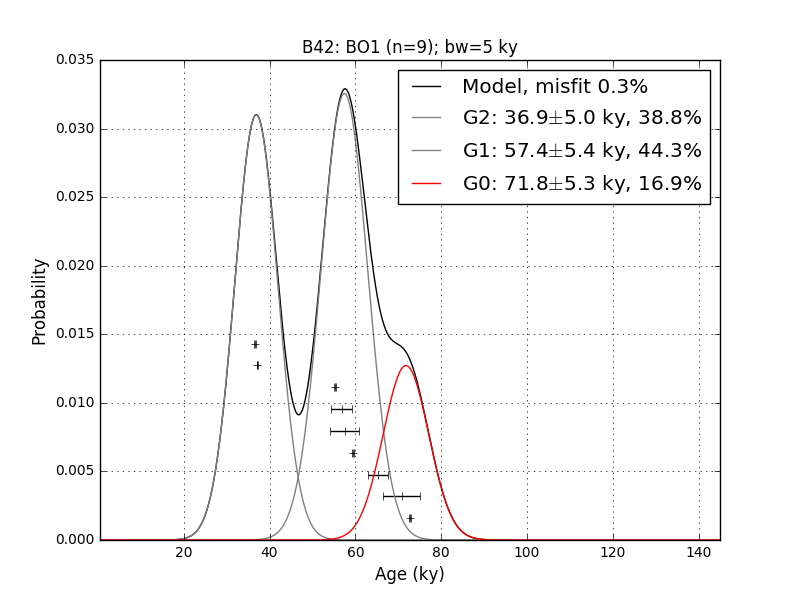 B42: BO1 (n=9); bw=5 ky
Model, misfit 0.3%
G2: 36.9±5.0 ky, 38.8%
G1: 57.4±5.4 ky, 44.3%
G0: 71.8±5.3 ky, 16.9%
Probability
0.035
0.030
0.025
0.020
0.015
0.010
0.005
0.000
20 40 60 80 100 120 140
Age (ky)